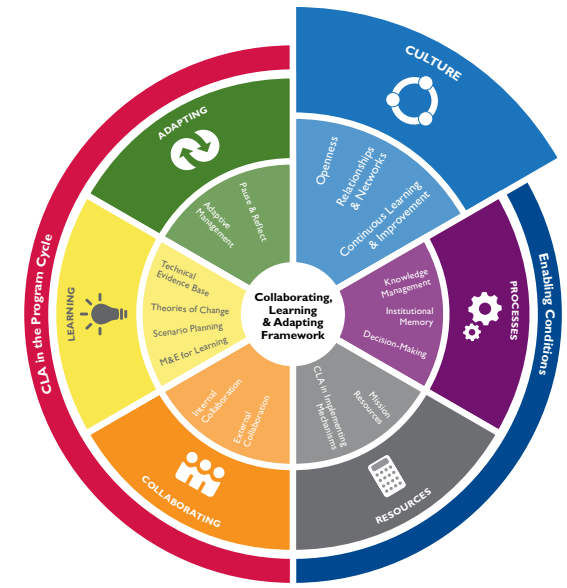 CULTURE
Openness
Relationships
& Networks
Continuous Learning
& Improvement
ADAPTING
Adaptive
Management
Pause & Reflect
LEARNING
Technical
Evidence Base
Theories of Change
Scenario Planning
M&E for Learning
Collaborating,
Learning
& Adapting
Framework
Knowledge
Management
Institutional
Memory
Decision-Making
PROCESSES
Enabling Conditions
CLA in the Program Cycle
Internal
Collaboration
External
Collaboration
COLLABORATING
CLA in Implementing
Mechanisms
Mission
Resources
RESOURCES